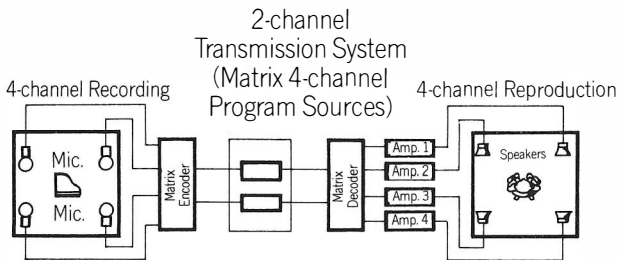 2-channel
Transmission System
(Matrix 4-channel
Program Sources)
4-channel Recording
4-channel Reproduction
Mic.
Mic.
Matrix
Encoder
Matrix
Decoder
Amp. 1
Amp. 2
Amp. 3
Amp. 4
Speakers